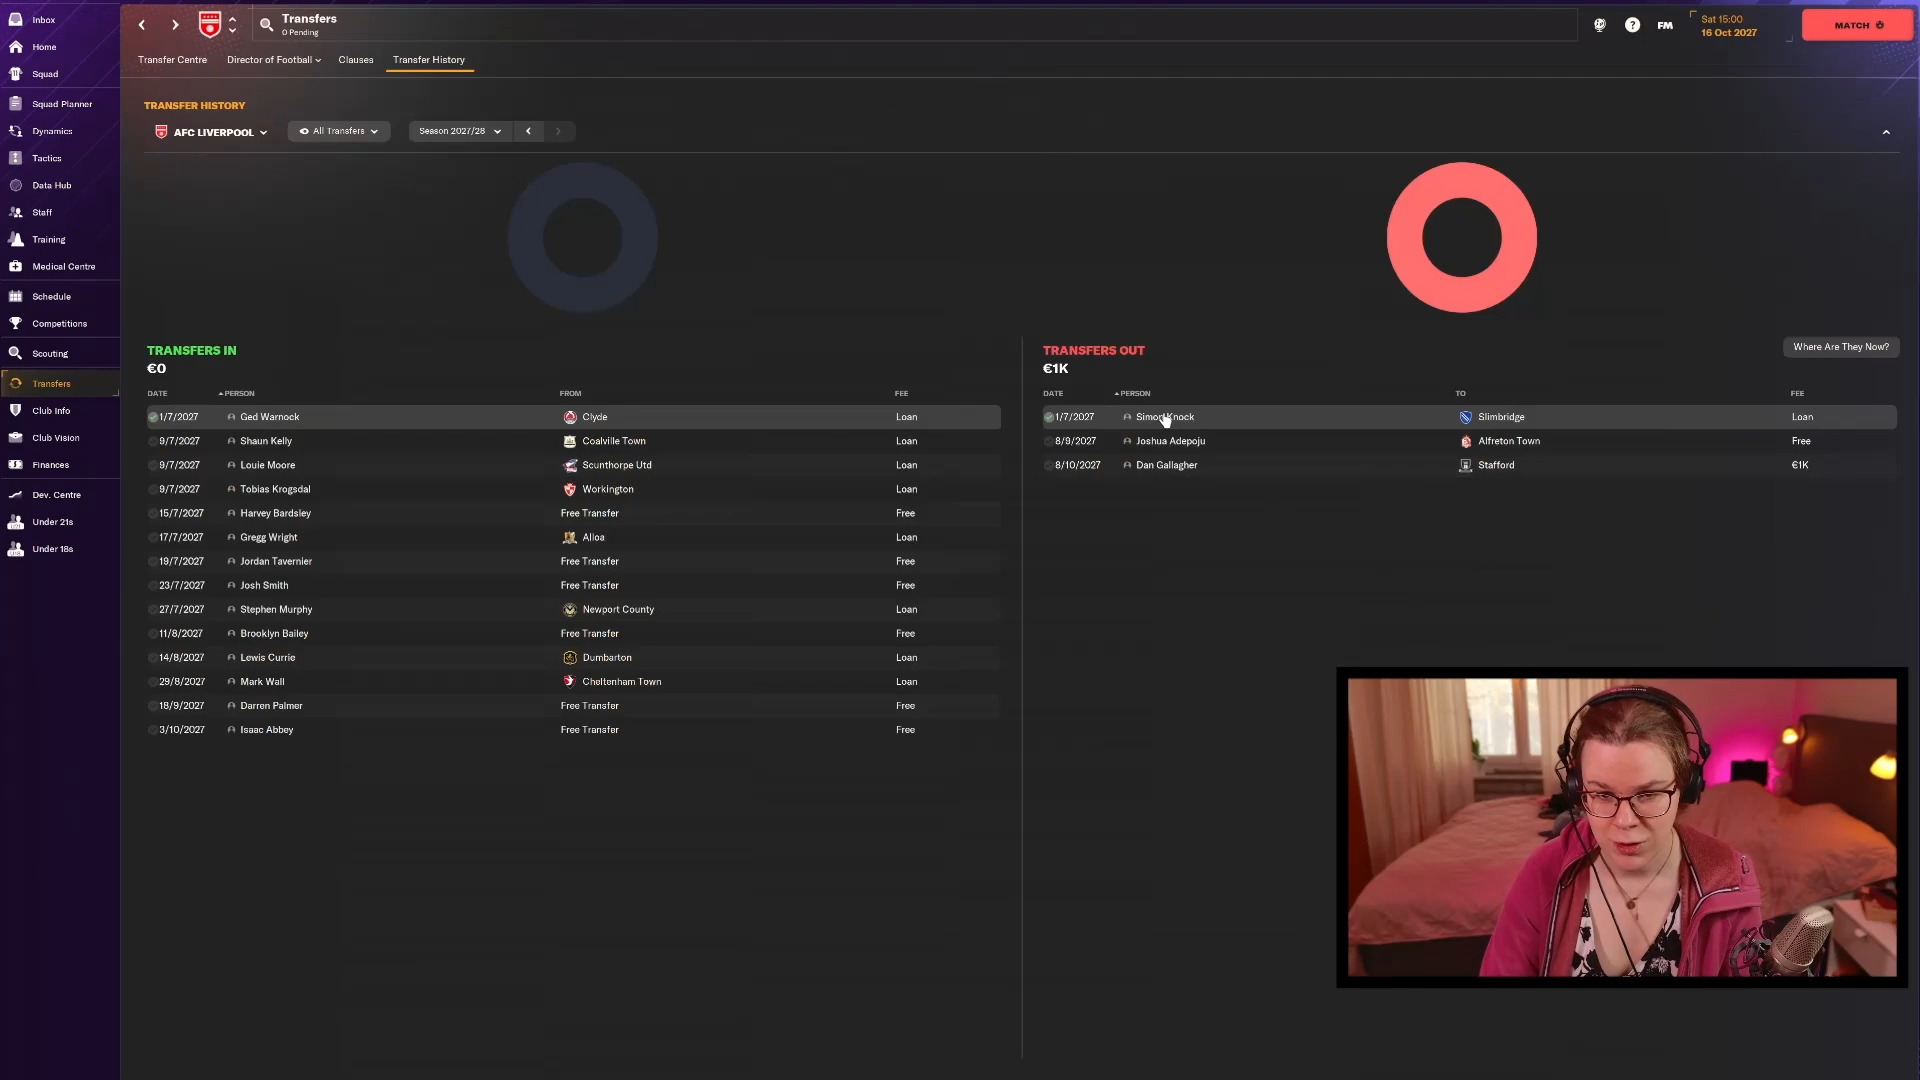 Inbox
Home
Squad
Squad Planner
Dynamics
Tactics
Data Hub
Staff
Training
Medical Centre
Schedule
Competitions
Scouting
Transfers
Club Info
Club Vision
Finances
Dev. Centre
Under 21s
Under 18s
Transfers
0 Pending
FM
Sat 15:00
16 Oct 2027
MATCH
Transfer Centre
Director of Football
Clauses
Transfer History
TRANSFER HISTORY
AFC LIVERPOOL
All Transfers
Season 2027/28
TRANSFERS IN
€0
DATE PERSON FROM FEE
1/7/2027 Ged Warnock Clyde Loan
9/7/2027 Shaun Kelly Coalville Town Loan
9/7/2027 Louie Moore Scunthorpe Utd Loan
9/7/2027 Tobias Krogsdal Workington Loan
15/7/2027 Harvey Bardsley Free Transfer Free
17/7/2027 Gregg Wright Alloa Loan
19/7/2027 Jordan Tavernier Free Transfer Free
23/7/2027 Josh Smith Free Transfer Free
27/7/2027 Stephen Murphy Newport County Loan
11/8/2027 Brooklyn Bailey Free Transfer Free
14/8/2027 Lewis Currie Dumbarton Loan
29/8/2027 Mark Wall Cheltenham Town Loan
18/9/2027 Darren Palmer Free Transfer Free
3/10/2027 Isaac Abbey Free Transfer Free
TRANSFERS OUT
€1K
Where Are They Now?
DATE PERSON TO FEE
1/7/2027 Simon Knock Slimbridge Loan
8/9/2027 Joshua Adepoju Alfreton Town Free
8/10/2027 Dan Gallagher Stafford €1K